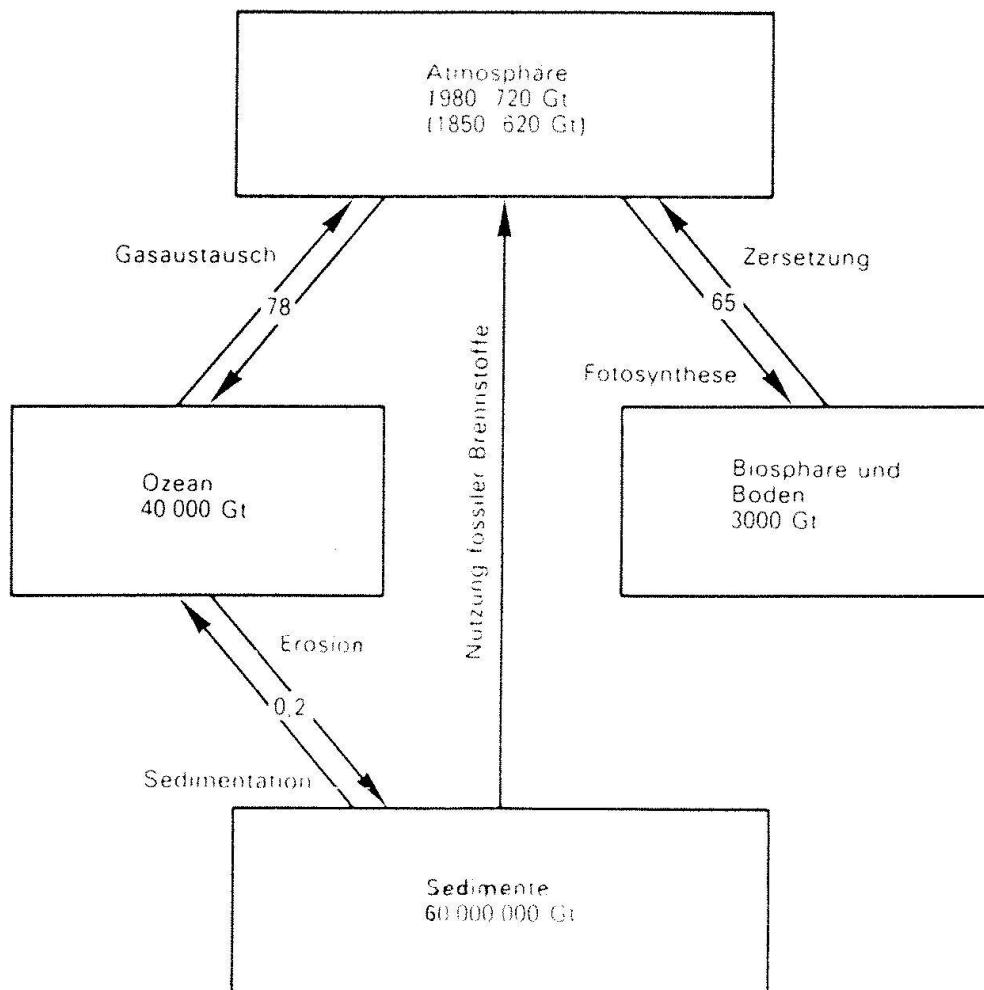 Atmosphäre
1980 720 Gt
(1850 620 Gt)
Gasaustausch
Zersetzung
78
65
Fotosynthese
Nutzung fossiler Brennstoffe
Ozean
40 000 Gt
Biosphäre und
Boden
3000 Gt
Erosion
0,2
Sedimentation
Sedimente
60 000 000 Gt